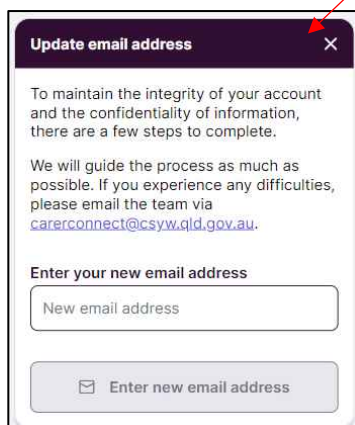 Update email address
To maintain the integrity of your account
and the confidentiality of information,
there are a few steps to complete.
We will guide the process as much as
possible. If you experience any difficulties,
please email the team via
carerconnect@csyw.qld.gov.au.
Enter your new email address
New email address
Enter new email address